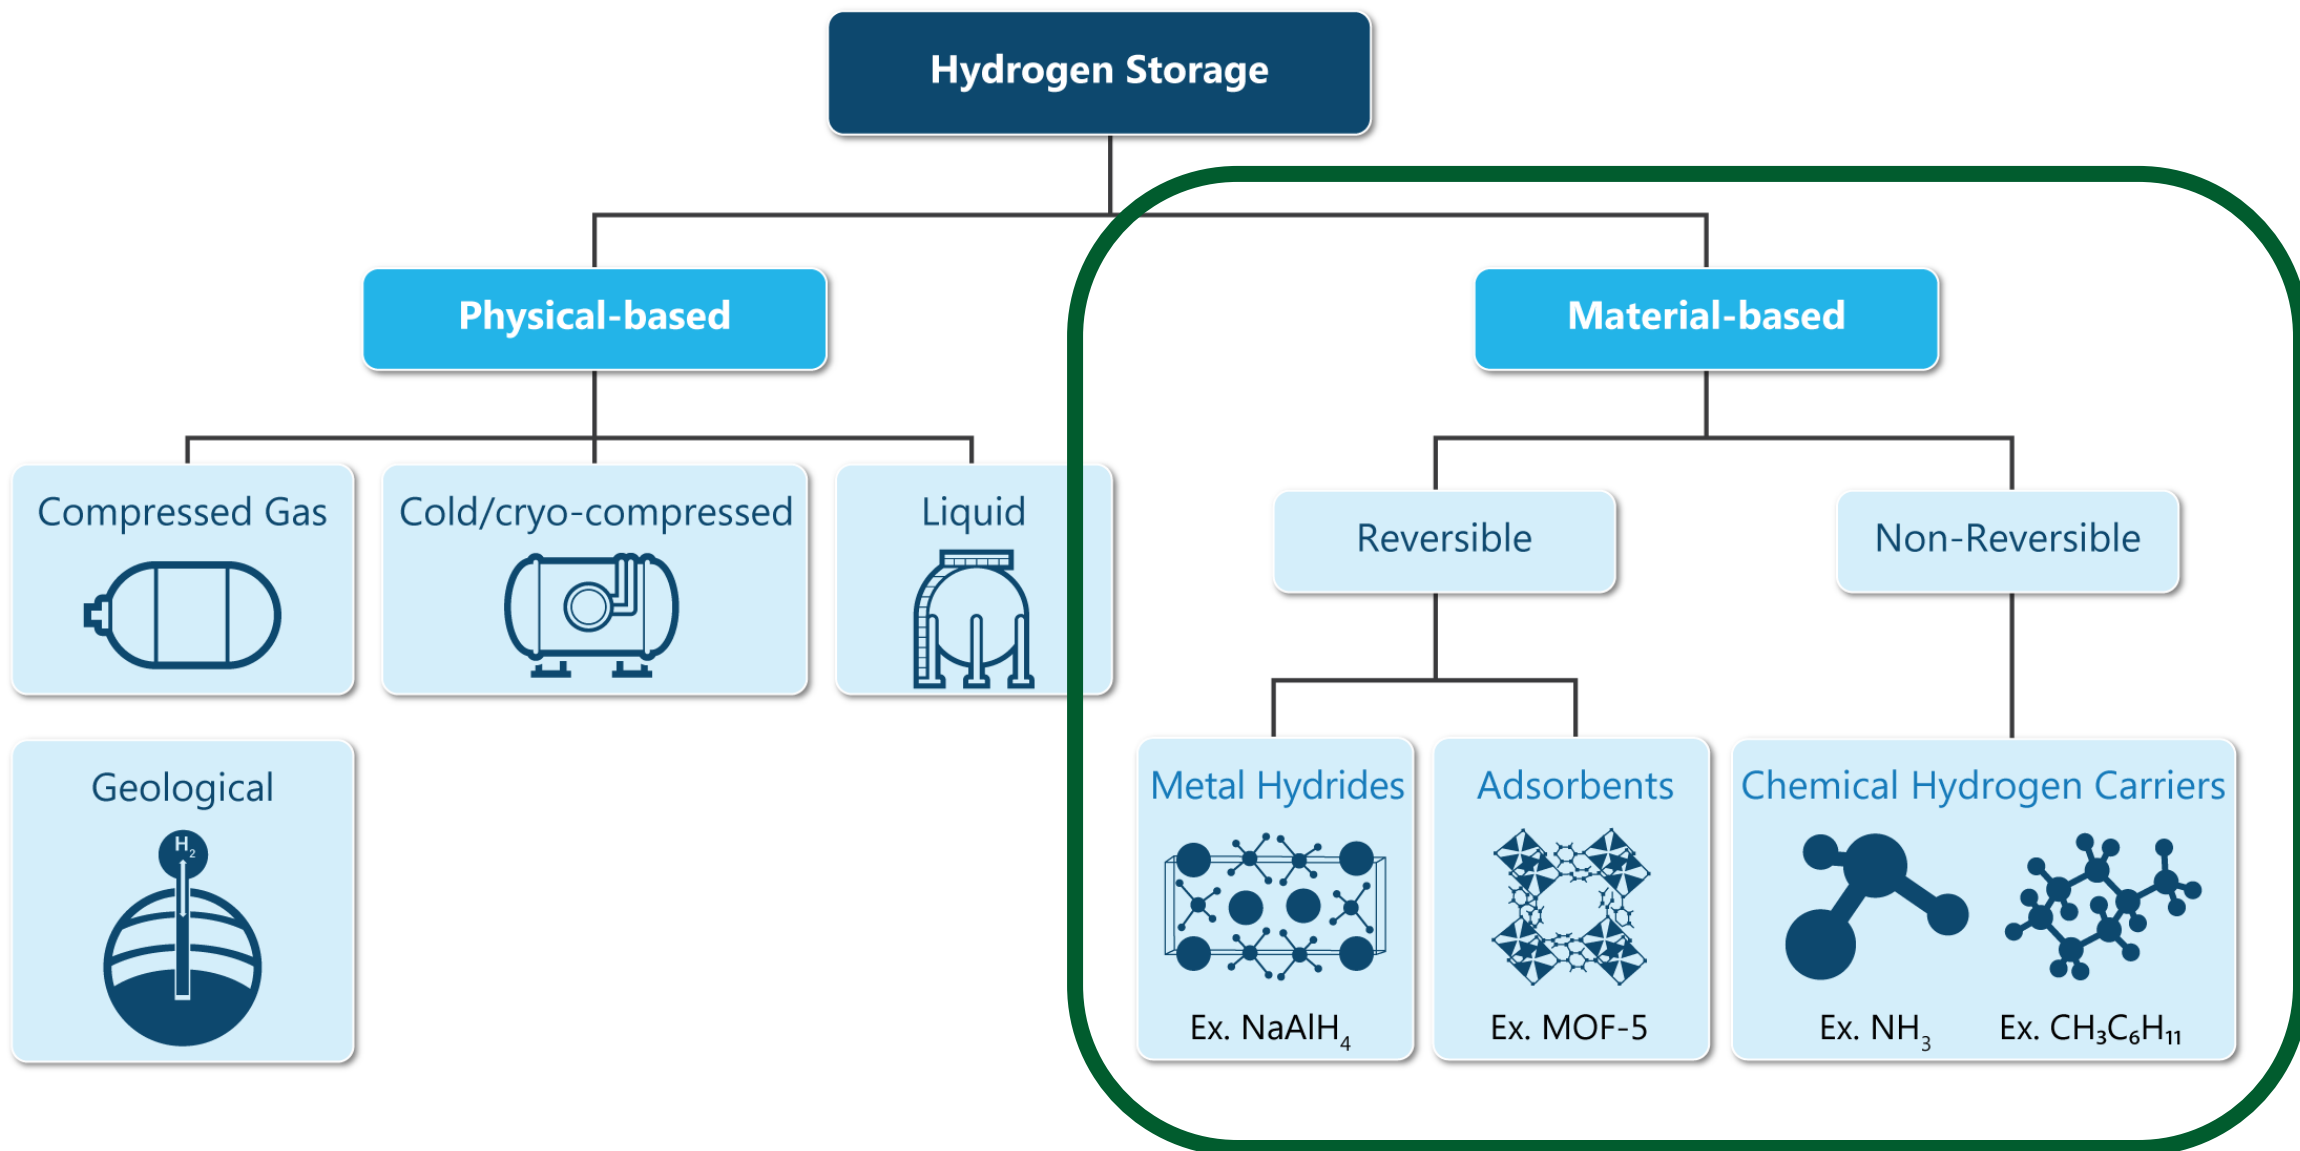 Hydrogen Storage
Physical-based
Material-based
Compressed Gas
Cold/cryo-compressed
Liquid
Reversible
Non-Reversible
Geological
H₂
Metal Hydrides
Adsorbents
Chemical Hydrogen Carriers
Ex. NaAlH₄
Ex. MOF-5
Ex. NH₃
Ex. CH₃C₆H₁₁